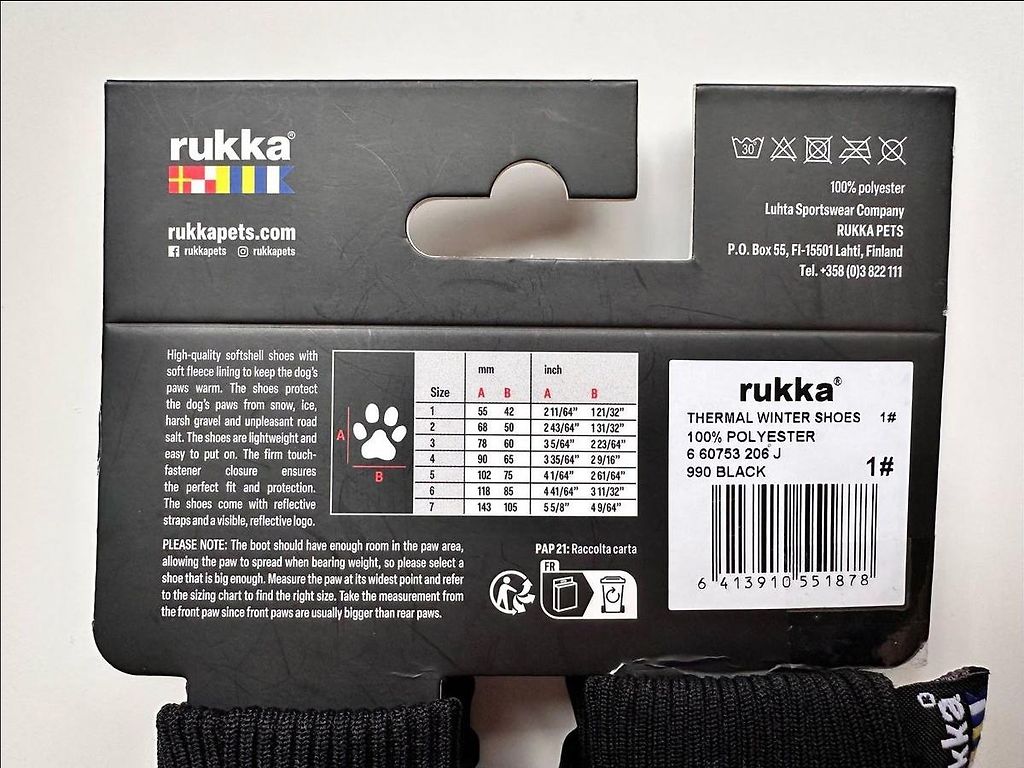 rukka®
rukkapets.com
rukkapets rukkapets
30°
100% polyester
Luhta Sportswear Company
RUKKA PETS
P.O. Box 55, FI-15501 Lahti, Finland
Tel. +358 (0)3 822 111
High-quality softshell shoes with
soft fleece lining to keep the dog's
paws warm. The shoes protect
the dog's paws from snow, ice,
harsh gravel and unpleasant road
salt. The shoes are lightweight and
easy to put on. The firm touch-
fastener closure ensures
the perfect fit and protection.
The shoes come with reflective
straps and a visible, reflective logo.
A
B
mm inch
Size A B A B
1 55 42 2 11/64” 1 21/32”
2 68 50 2 43/64” 1 31/32”
3 78 60 3 5/64” 2 23/64”
4 90 65 3 35/64” 2 9/16”
5 102 75 4 1/64” 2 61/64”
6 118 85 4 41/64” 3 11/32”
7 143 105 5 5/8” 4 9/64”
PLEASE NOTE: The boot should have enough room in the paw area,
allowing the paw to spread when bearing weight, so please select a
shoe that is big enough. Measure the paw at its widest point and refer
to the sizing chart to find the right size. Take the measurement from
the front paw since front paws are usually bigger than rear paws.
PAP 21: Raccolta carta
FR
rukka®
THERMAL WINTER SHOES 1#
100% POLYESTER
6 60753 206 J
990 BLACK 1#
6 413910 551878
kka